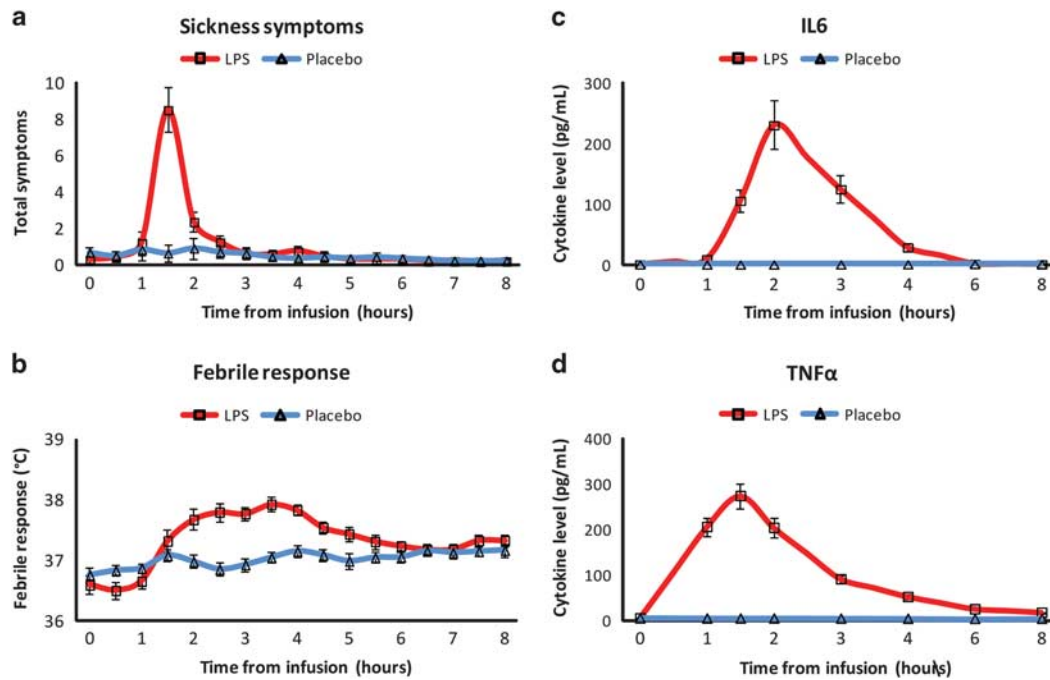 a
Sickness symptoms
LPS Placebo
Total symptoms
10
8
6
4
2
0
0 1 2 3 4 5 6 7 8
Time from infusion (hours)
b
Febrile response
LPS Placebo
Febrile response (°C)
39
38
37
36
0 1 2 3 4 5 6 7 8
Time from infusion (hours)
c
IL6
LPS Placebo
Cytokine level (pg/mL)
300
200
100
0
0 1 2 3 4 6 8
Time from infusion (hours)
d
TNFα
LPS Placebo
Cytokine level (pg/mL)
400
300
200
100
0
0 1 2 3 4 6 8
Time from infusion (hours)